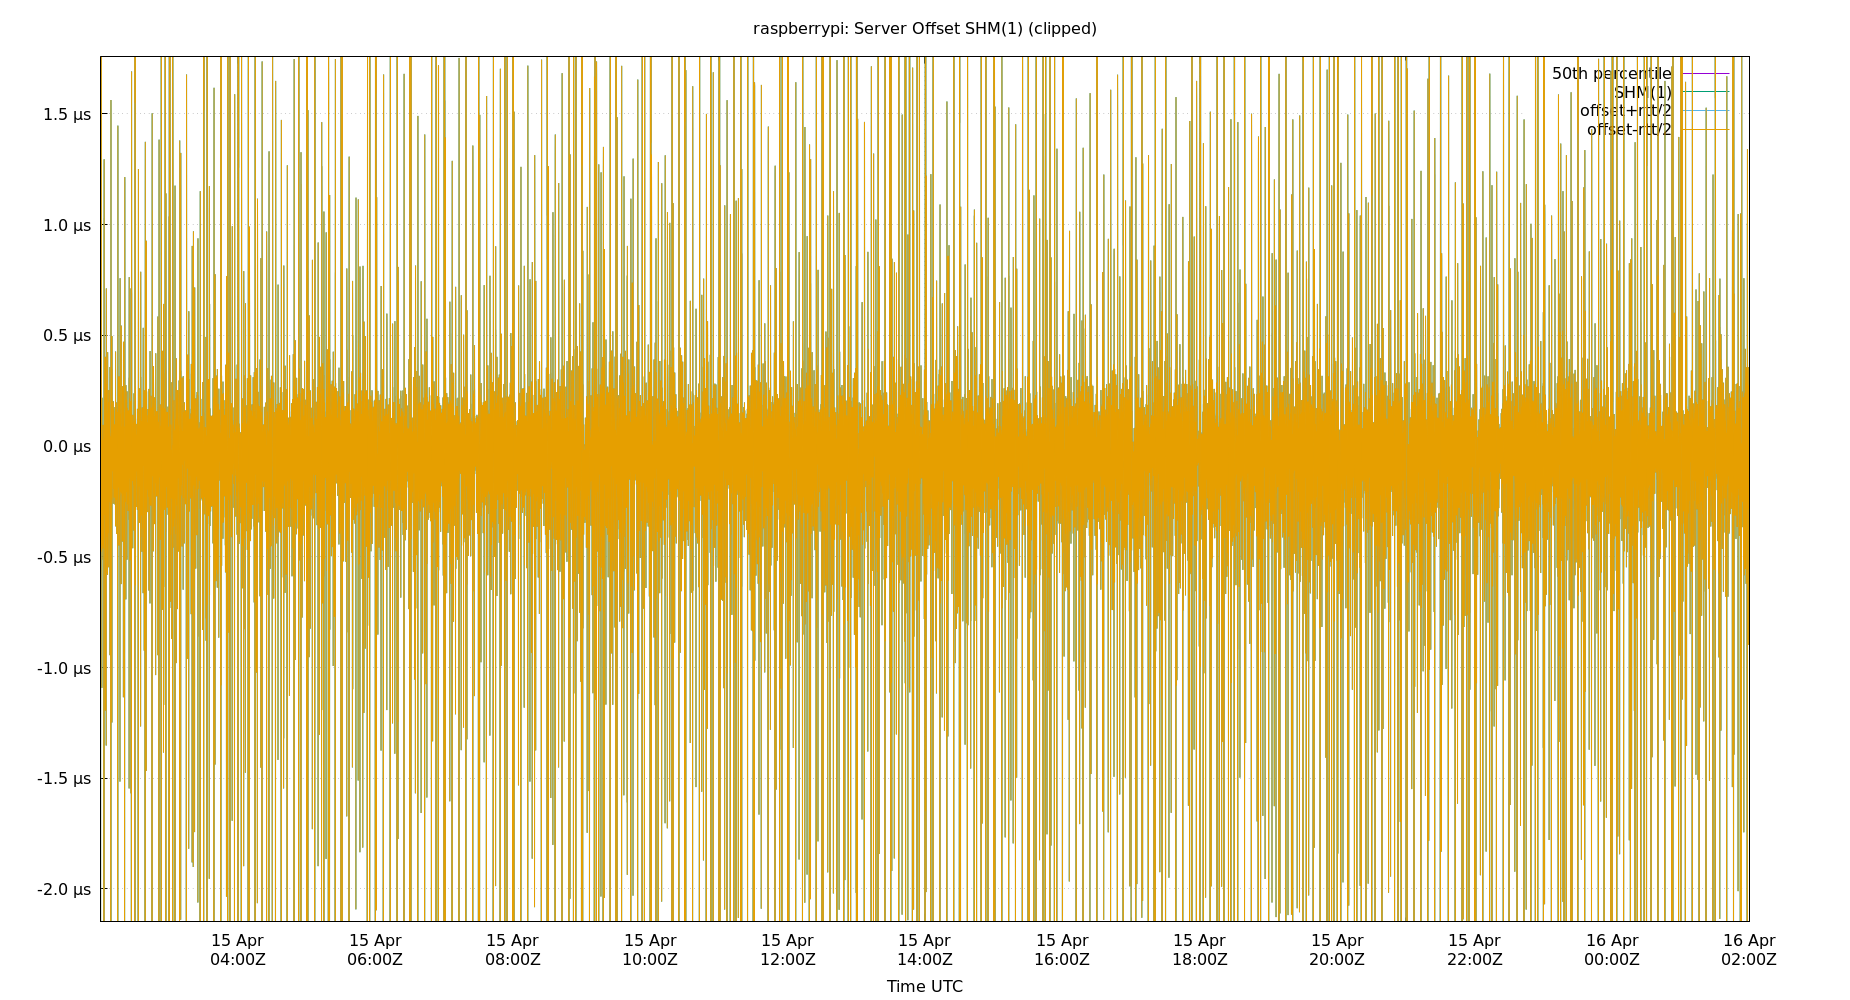 raspberrypi: Server Offset SHM(1) (clipped)
50th percentile
SHM(1)
offset+rtt/2
offset-rtt/2
1.5 µs
1.0 µs
0.5 µs
0.0 µs
-0.5 µs
-1.0 µs
-1.5 µs
-2.0 µs
15 Apr 15 Apr 15 Apr 15 Apr 15 Apr 15 Apr 15 Apr 15 Apr 15 Apr 15 Apr 16 Apr 16 Apr
04:00Z 06:00Z 08:00Z 10:00Z 12:00Z 14:00Z 16:00Z 18:00Z 20:00Z 22:00Z 00:00Z 02:00Z
Time UTC